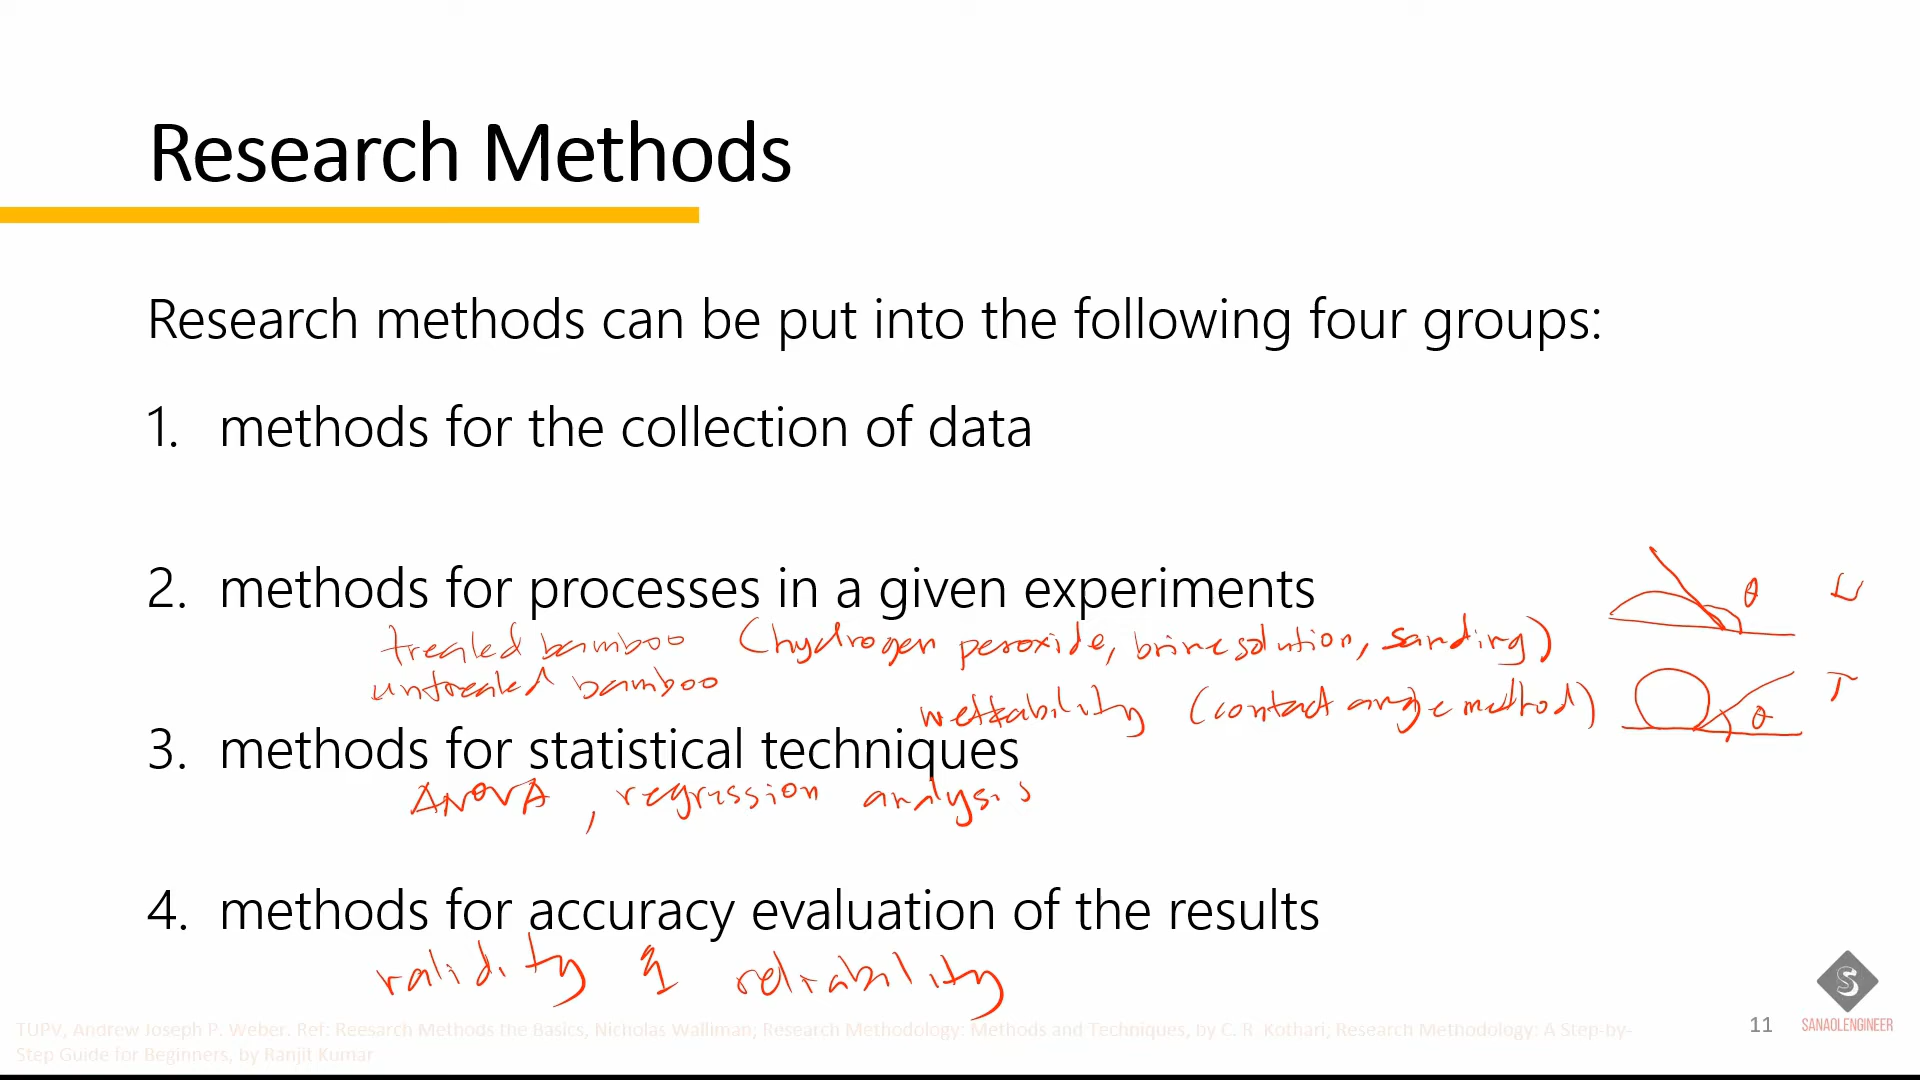 Research Methods
Research methods can be put into the following four groups:
1. methods for the collection of data
2. methods for processes in a given experiments
treated bamboo (hydrogen peroxide, brine solution, sanding)
θ
U
untreated bamboo
wettability (contact angle method)
θ
T
3. methods for statistical techniques
ANOVA, regression analysis
4. methods for accuracy evaluation of the results
validity & reliability
S
TUPV, Andrew Joseph P. Weber. Ref: Reesarch Methods the Basics, Nicholas Walliman; Research Methodology: Methods and Techniques, by C. R. Kothari; Research Methodology: A Step-by-
Step Guide for Beginners, by Ranjit Kumar
11
SANAOLENGINEER